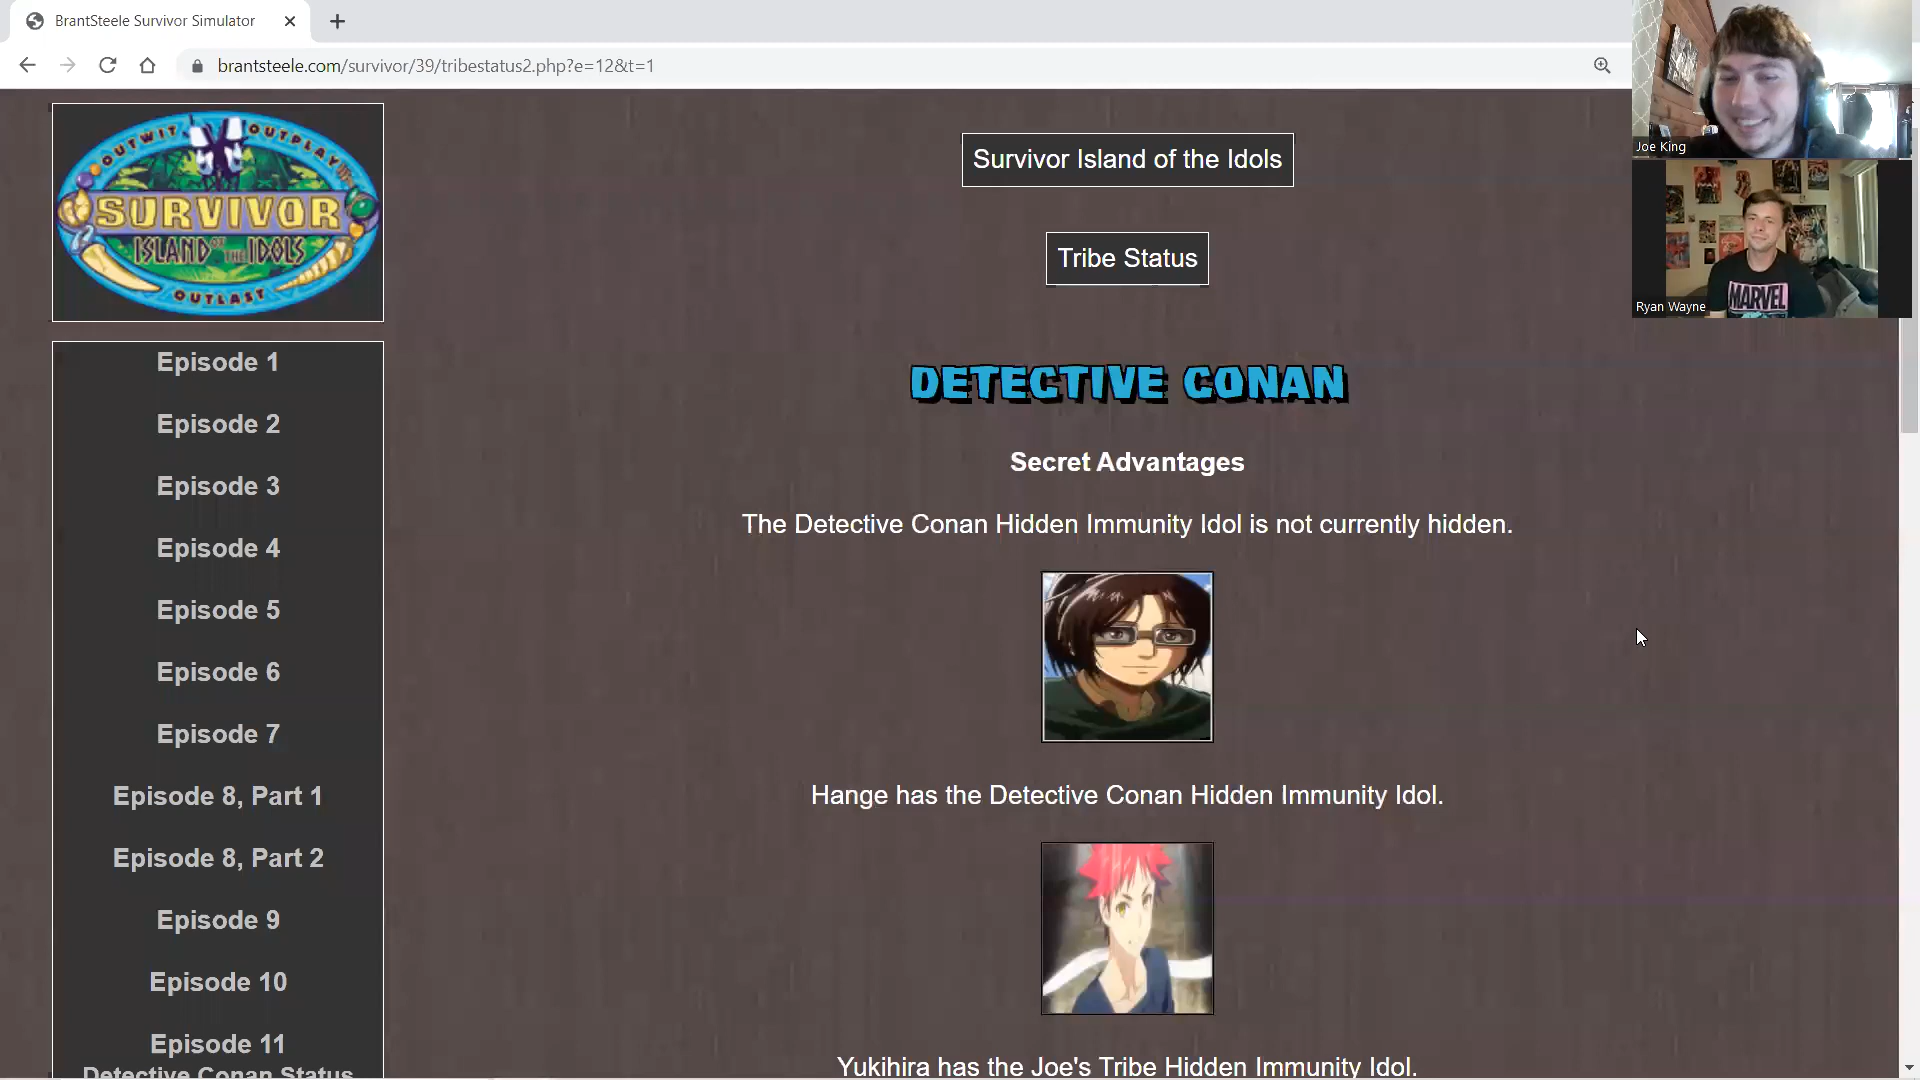 BrantSteele Survivor Simulator
brantsteele.com/survivor/39/tribestatus2.php?e=12&t=1
OUTWIT OUTPLAY
SURVIVOR
ISLAND OF THE IDOLS
OUTLAST
Episode 1
Episode 2
Episode 3
Episode 4
Episode 5
Episode 6
Episode 7
Episode 8, Part 1
Episode 8, Part 2
Episode 9
Episode 10
Episode 11
Detective Conan Status
Survivor Island of the Idols
Tribe Status
DETECTIVE CONAN
Secret Advantages
The Detective Conan Hidden Immunity Idol is not currently hidden.
Hange has the Detective Conan Hidden Immunity Idol.
Yukihira has the Joe's Tribe Hidden Immunity Idol.
Joe King
MARVEL
Ryan Wayne